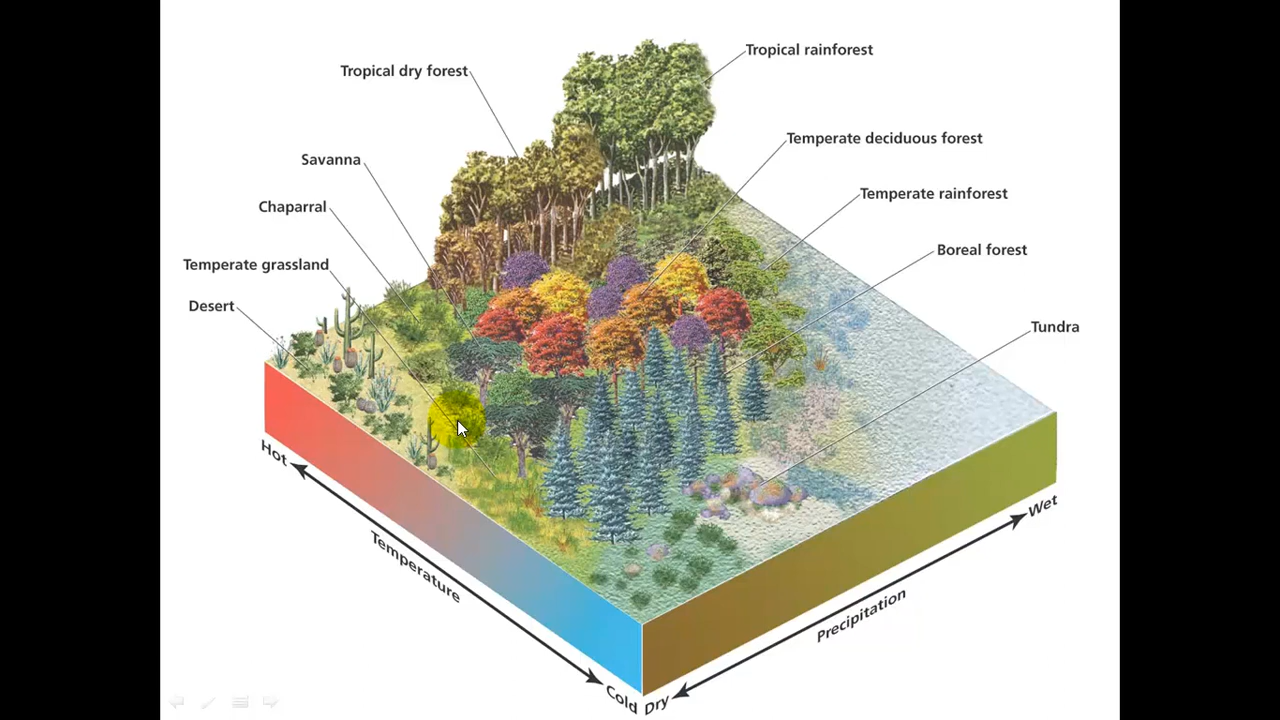 Tropical rainforest
Tropical dry forest
Temperate deciduous forest
Savanna
Temperate rainforest
Chaparral
Boreal forest
Temperate grassland
Desert
Tundra
Hot
Temperature
Cold
Dry
Precipitation
Wet